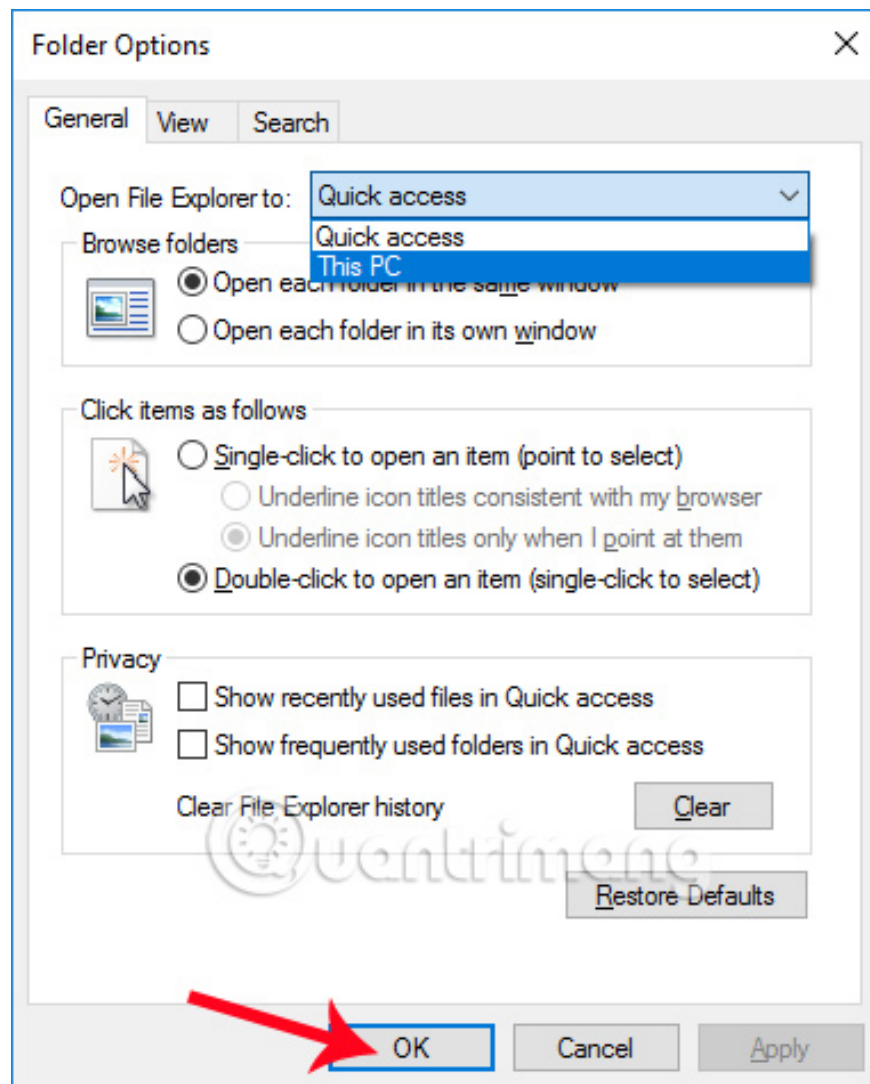 Folder Options
General View Search
Open File Explorer to: Quick access
Quick access
This PC
Browse folders
Open each folder in the same window
Open each folder in its own window
Click items as follows
Single-click to open an item (point to select)
Underline icon titles consistent with my browser
Underline icon titles only when I point at them
Double-click to open an item (single-click to select)
Privacy
Show recently used files in Quick access
Show frequently used folders in Quick access
Clear File Explorer history Clear
Quantrimang
Restore Defaults
OK Cancel Apply